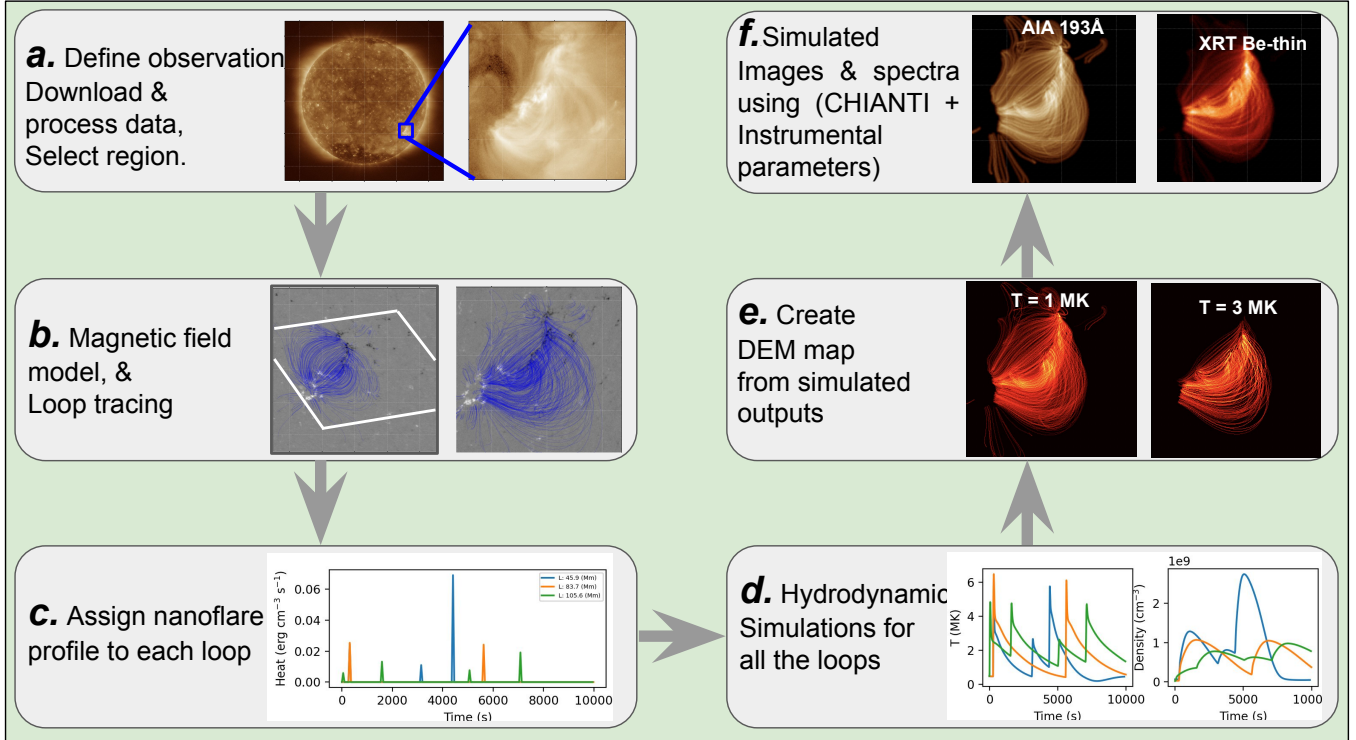 a. Define observation
Download &
process data,
Select region.
b. Magnetic field
model, &
Loop tracing
c. Assign nanoflare
profile to each loop
Heat (erg cm⁻³ s⁻¹)
0.06
0.04
0.02
0.00
L: 45.9 (Mm)
L: 83.7 (Mm)
L: 105.6 (Mm)
0 2000 4000 6000 8000 10000
Time (s)
d. Hydrodynamic
Simulations for
all the loops
T (MK)
6
4
2
0
0 5000 10000
Time (s)
1e9
Density (cm⁻³)
2
1
0
0 5000 1000
Time (s)
e. Create
DEM map
from simulated
outputs
T = 1 MK
T = 3 MK
f. Simulated
Images & spectra
using (CHIANTI +
Instrumental
parameters)
AIA 193Å
XRT Be-thin